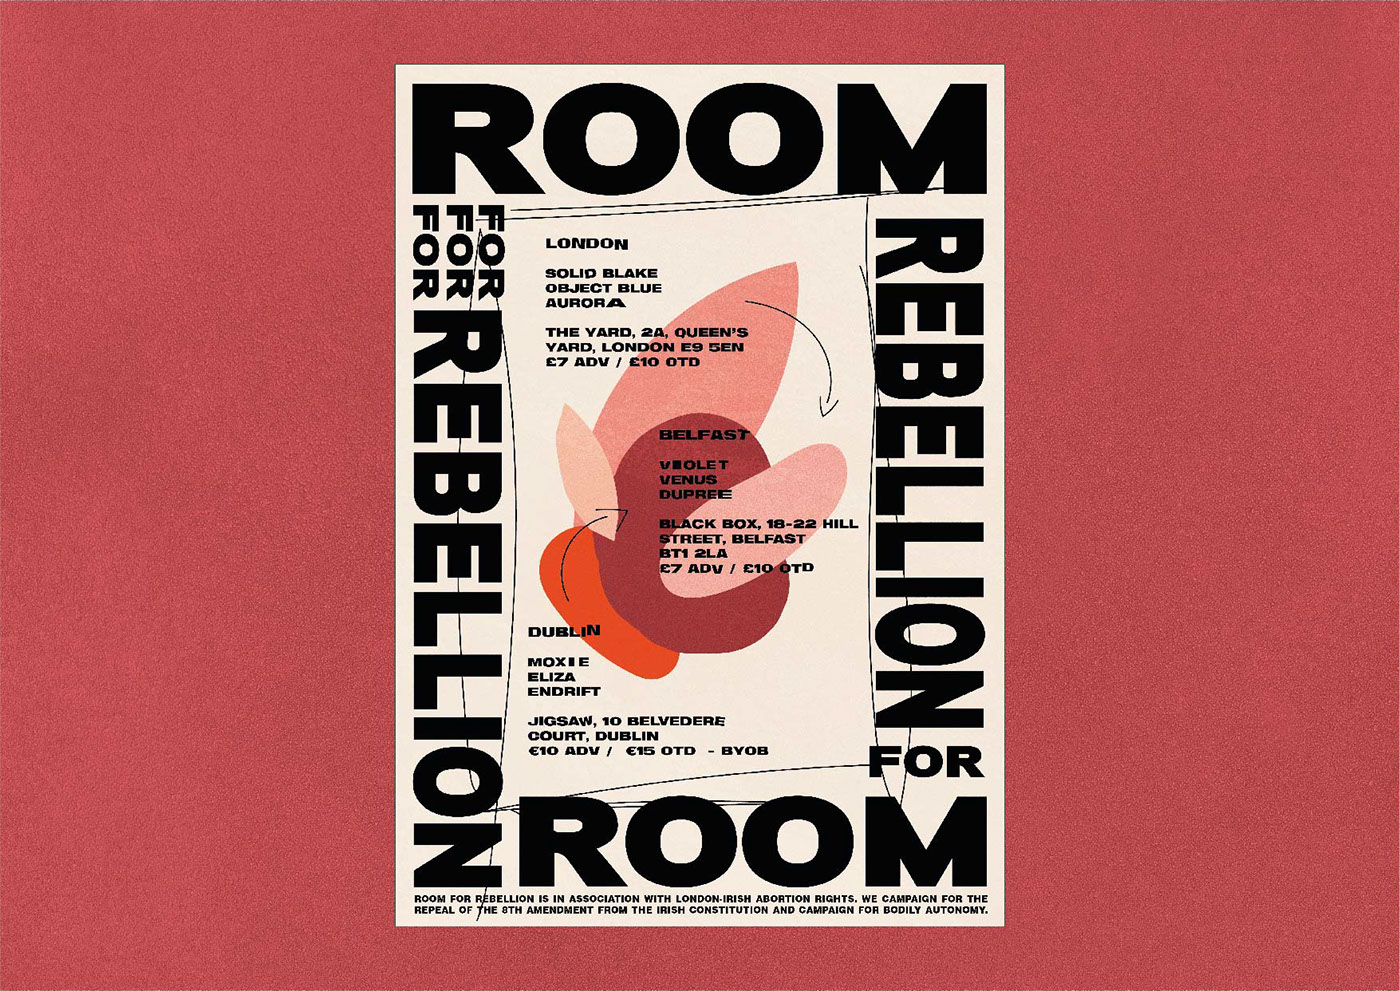 ROOM
FOR
FOR
FOR
REBELLION
REBELLION
LONDON
SOLID BLAKE
OBJECT BLUE
AURORA
THE YARD, 2A, QUEEN'S
YARD, LONDON E9 5EN
£7 ADV / £10 OTD
BELFAST
VIOLET
VENUS
DUPREE
BLACK BOX, 18-22 HILL
STREET, BELFAST
BT1 2LA
£7 ADV / £10 OTD
DUBLIN
MOXIE
ELIZA
ENDRIFT
JIGSAW, 10 BELVEDERE
COURT, DUBLIN
€10 ADV / €15 OTD - BYOB
FOR
ROOM
ROOM FOR REBELLION IS IN ASSOCIATION WITH LONDON-IRISH ABORTION RIGHTS. WE CAMPAIGN FOR THE
REPEAL OF THE 8TH AMENDMENT FROM THE IRISH CONSTITUTION AND CAMPAIGN FOR BODILY AUTONOMY.